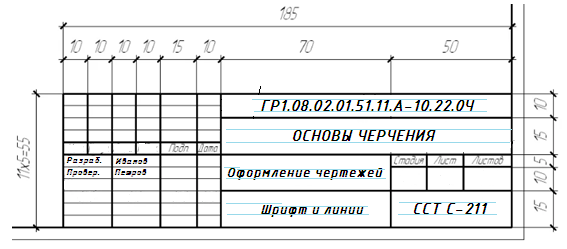 185
10 10 10 10 15 10 70 50
ГР1.08.02.01.51.11.А-10.22.04
10
ОСНОВЫ ЧЕРЧЕНИЯ
15
11х5=55
Подп Дата
Разраб. Иванов
Стадия Лист Листов
5
Провер. Петров
Оформление чертежей
10
Шрифт и линии
ССТ С-211
15